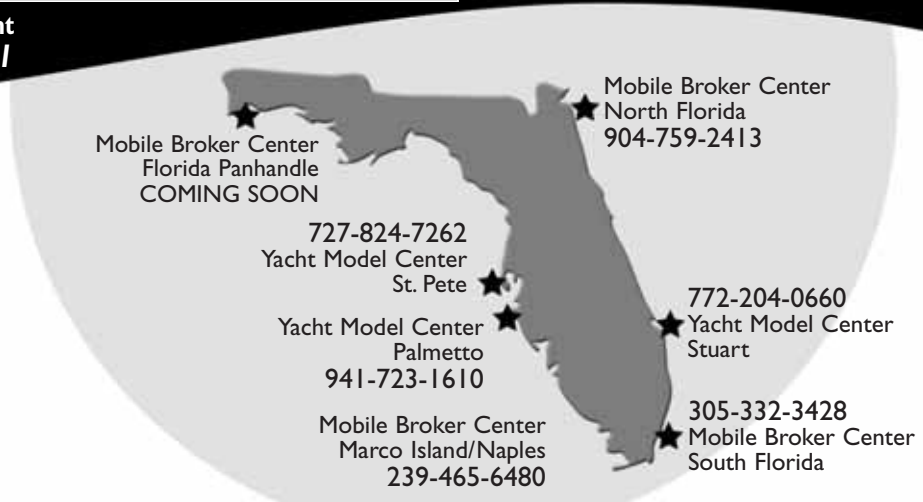 Mobile Broker Center
North Florida
904-759-2413
Mobile Broker Center
Florida Panhandle
COMING SOON
727-824-7262
Yacht Model Center
St. Pete
Yacht Model Center
Palmetto
941-723-1610
772-204-0660
Yacht Model Center
Stuart
Mobile Broker Center
Marco Island/Naples
239-465-6480
305-332-3428
Mobile Broker Center
South Florida